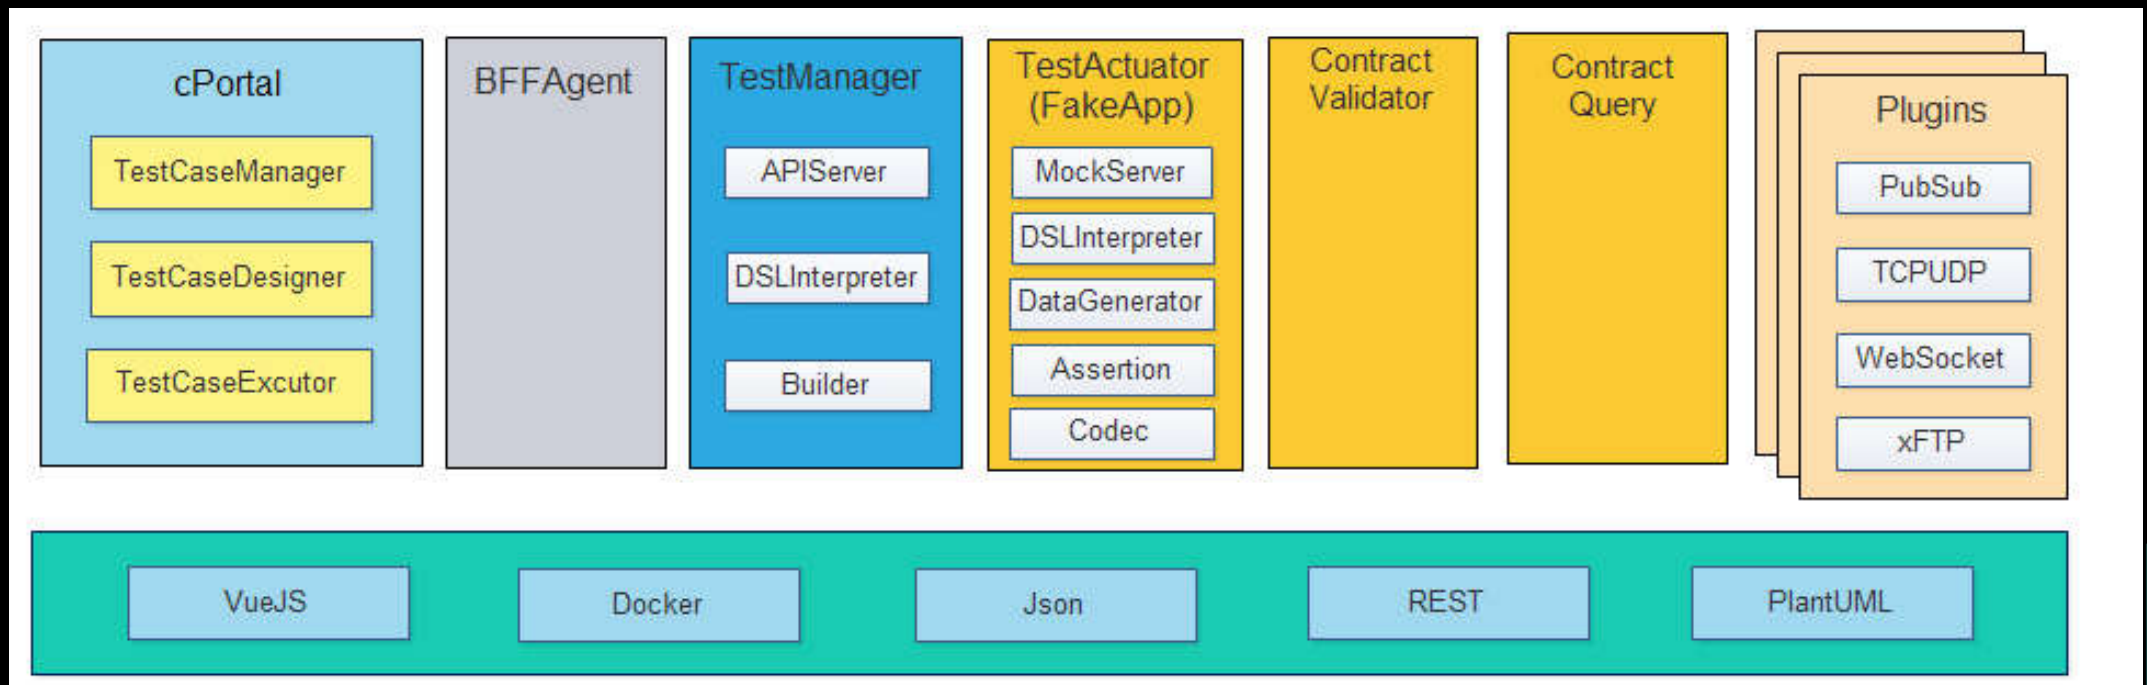 cPortal
TestCaseManager
TestCaseDesigner
TestCaseExcutor
BFFAgent
TestManager
APIServer
DSLInterpreter
Builder
TestActuator
(FakeApp)
MockServer
DSLInterpreter
DataGenerator
Assertion
Codec
Contract
Validator
Contract
Query
Plugins
PubSub
TCPUDP
WebSocket
xFTP
VueJS
Docker
Json
REST
PlantUML